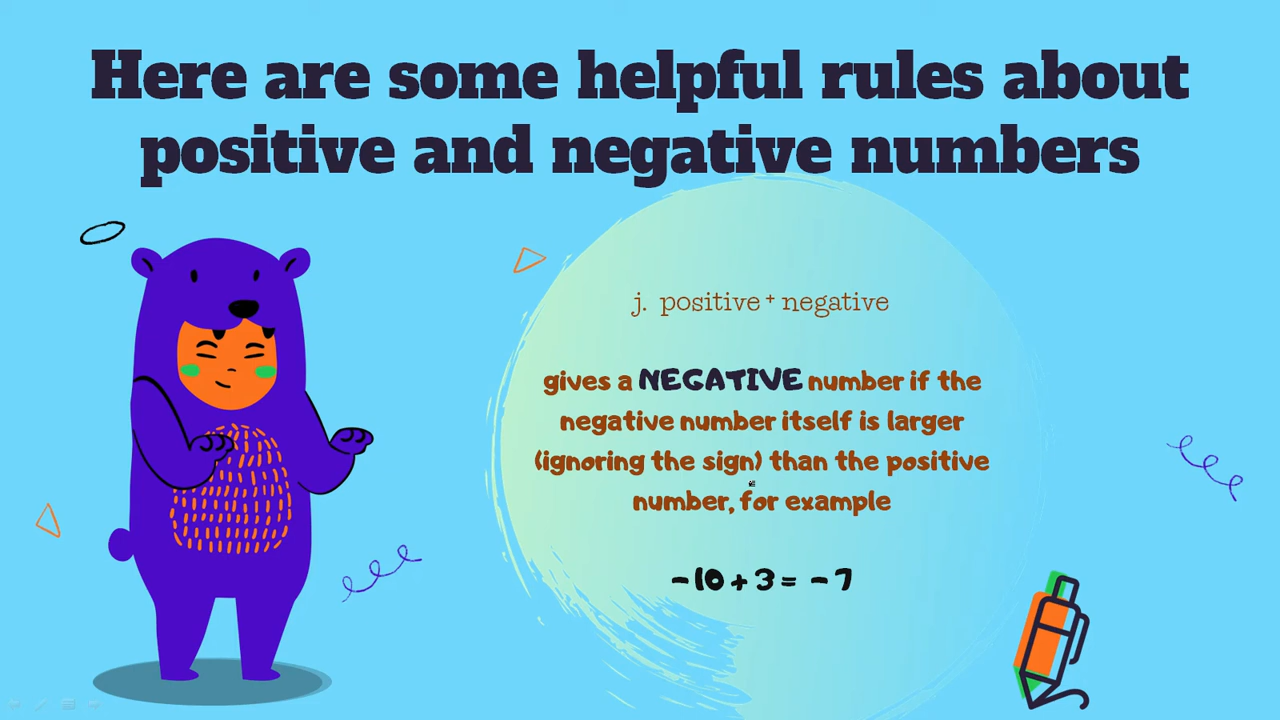 Here are some helpful rules about
positive and negative numbers
j. positive + negative
gives a NEGATIVE number if the
negative number itself is larger
(ignoring the sign) than the positive
number, for example
-10 + 3 = -7